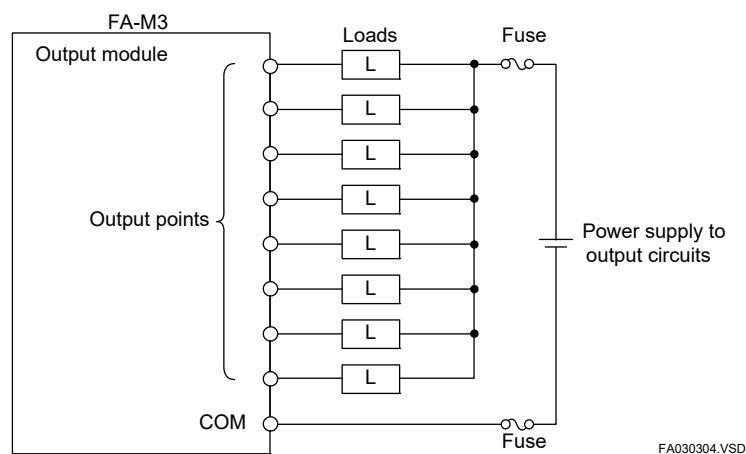 FA-M3
Output module
Loads
Fuse
L
L
L
L
L
L
L
L
Output points
Power supply to
output circuits
COM
Fuse
FA030304.VSD